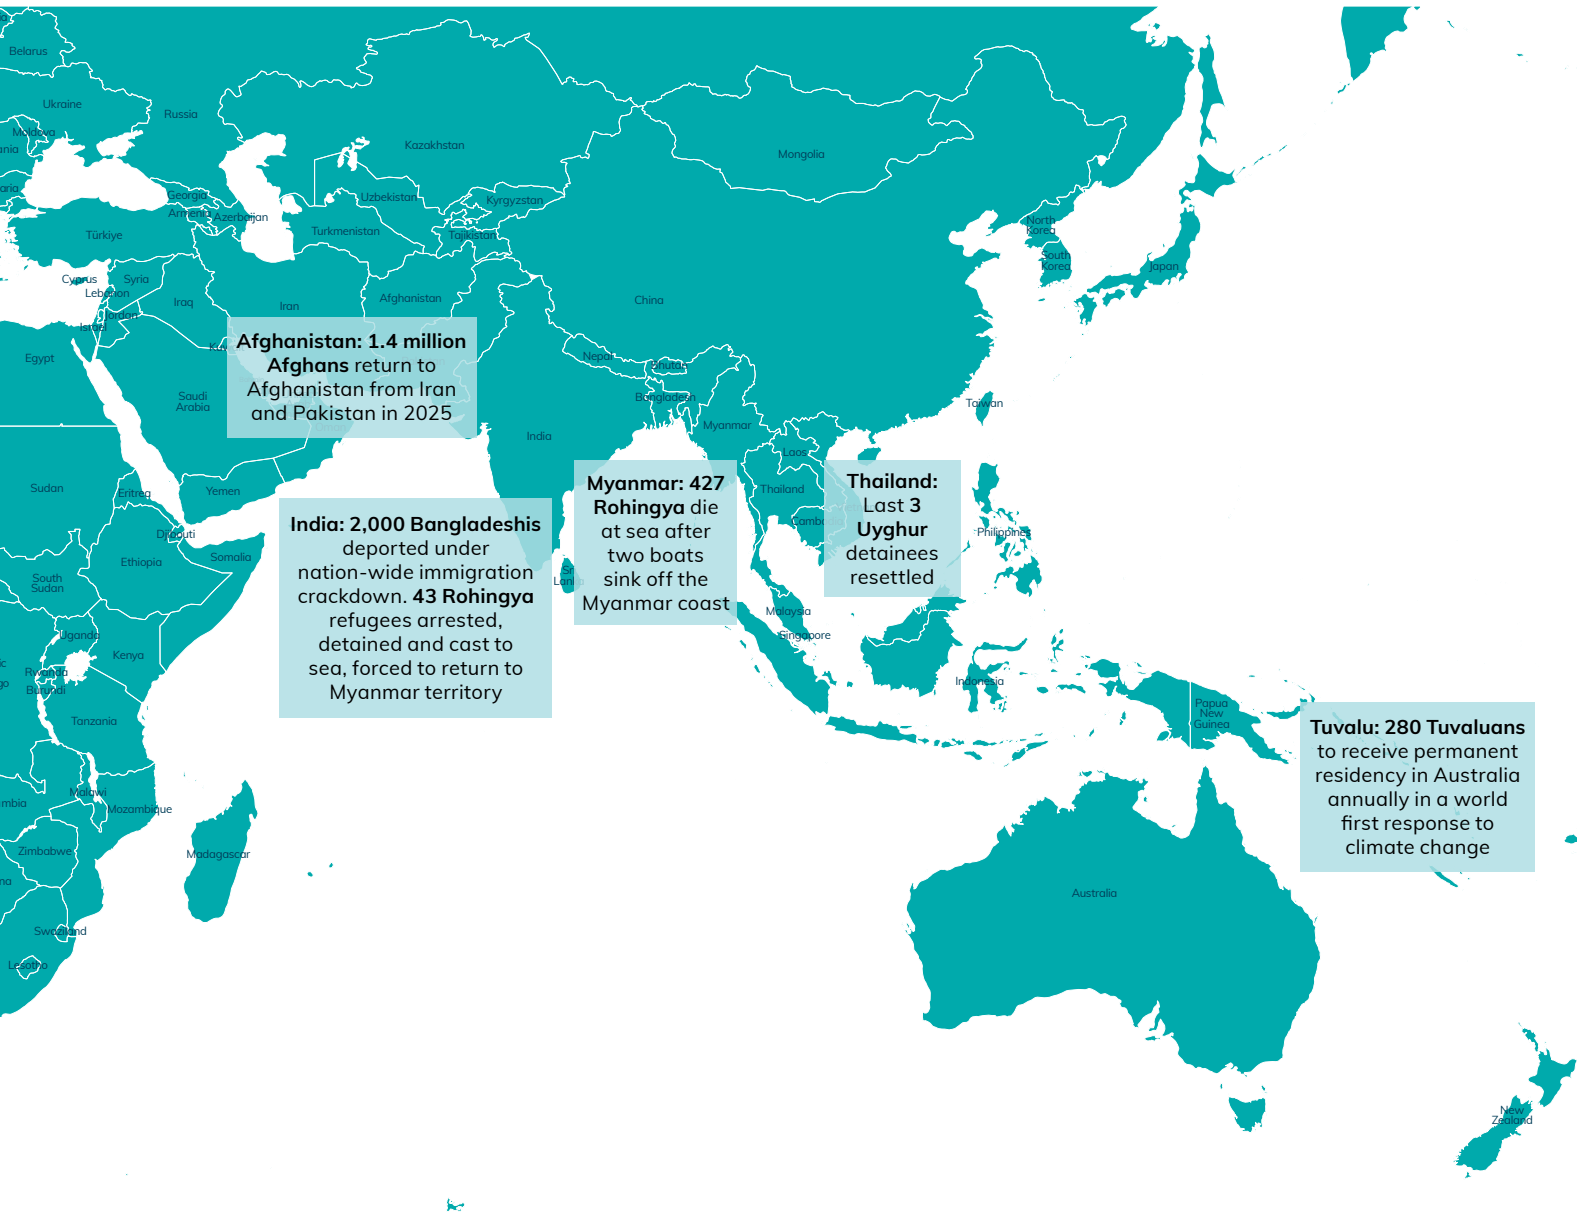 Belarus
Ukraine
Russia
Moldova
Kazakhstan
Mongolia
Georgia
Armenia
Azerbaijan
Uzbekistan
Kyrgyzstan
Türkiye
Turkmenistan
Tajikistan
North
Korea
South
Korea
Japan
Cyprus
Syria
Lebanon
Iraq
Iran
Afghanistan
China
Jordan
Israel
Egypt
Nepal
Bhutan
Saudi
Arabia
Bangladesh
Taiwan
Afghanistan: 1.4 million
Afghans return to
Afghanistan from Iran
and Pakistan in 2025
India
Myanmar
Laos
Sudan
Eritrea
Yemen
Thailand
Philippines
Djibouti
Ethiopia
Somalia
South
Sudan
Sri
Lanka
India: 2,000 Bangladeshis
deported under
nation-wide immigration
crackdown. 43 Rohingya
refugees arrested,
detained and cast to
sea, forced to return to
Myanmar territory
Myanmar: 427
Rohingya die
at sea after
two boats
sink off the
Myanmar coast
Thailand:
Last 3
Uyghur
detainees
resettled
Malaysia
Singapore
Indonesia
Uganda
Kenya
Rwanda
Burundi
Tanzania
Papua
New
Guinea
Tuvalu: 280 Tuvaluans
to receive permanent
residency in Australia
annually in a world
first response to
climate change
Malawi
Mozambique
Zimbabwe
Madagascar
Australia
Swaziland
Lesotho
New
Zealand